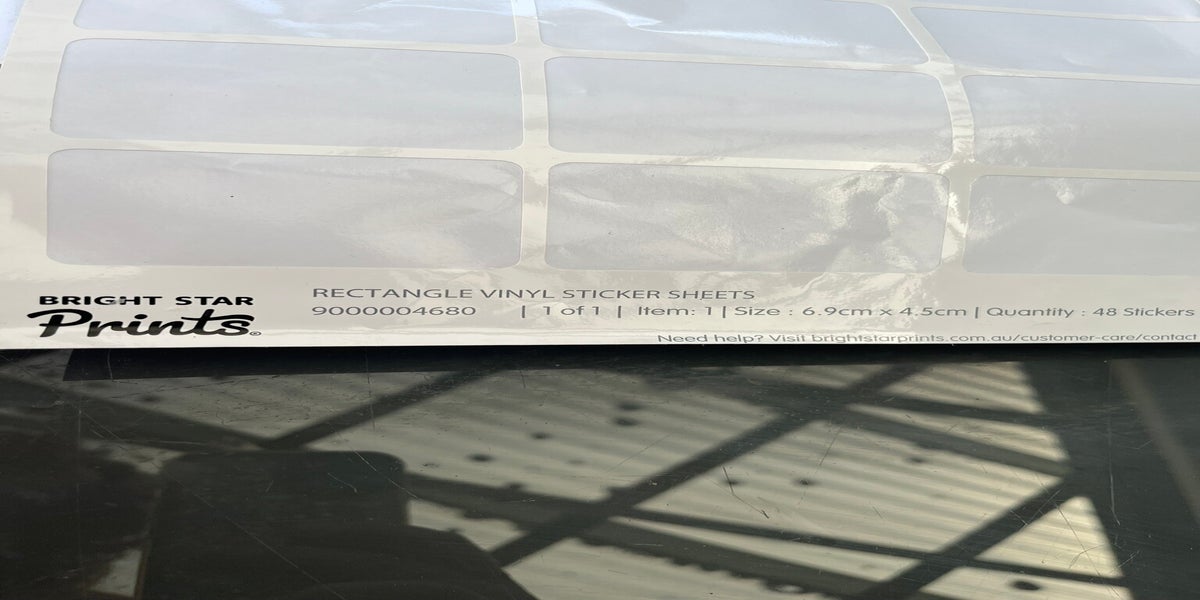 BRIGHT STAR
Prints
RECTANGLE VINYL STICKER SHEETS
9000004680 | 1 of 1 | Item: 1 | Size : 6.9cm x 4.5cm | Quantity : 48 Stickers
Need help? Visit brightstarprints.com.au/customer-care/contact